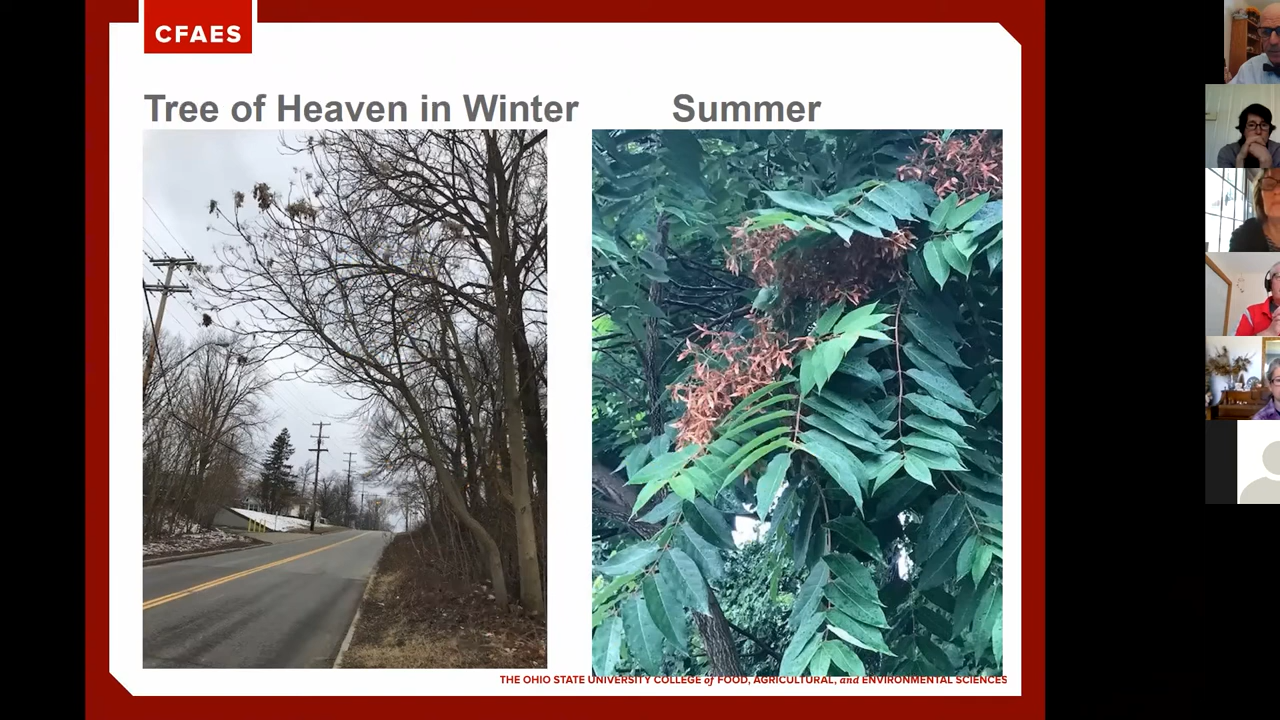 CFAES
Tree of Heaven in Winter
Summer
THE OHIO STATE UNIVERSITY COLLEGE of FOOD, AGRICULTURAL, and ENVIRONMENTAL SCIENCES